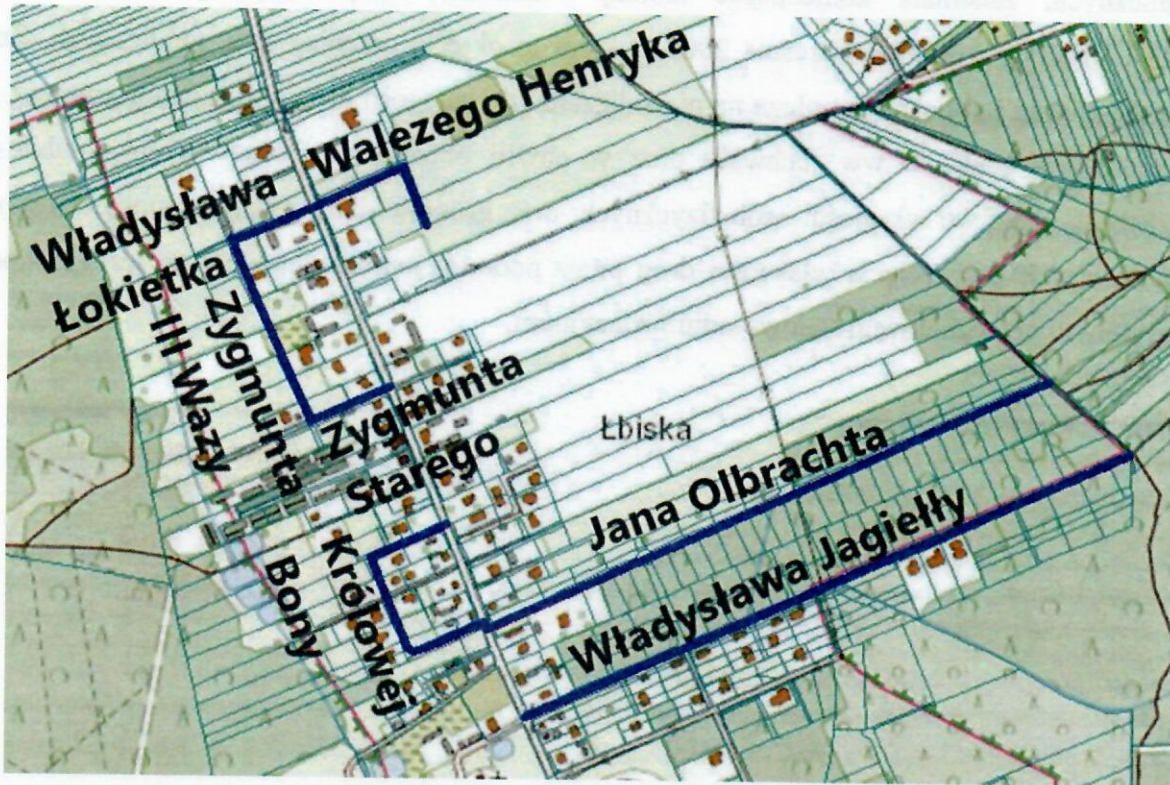 Walezego Henryka
Władysława
Łokietka
Zygmunta
III Wazy
Zygmunta
Starego
Łbiska
Jana Olbrachta
Władysława Jagiełły
Królowej
Bony